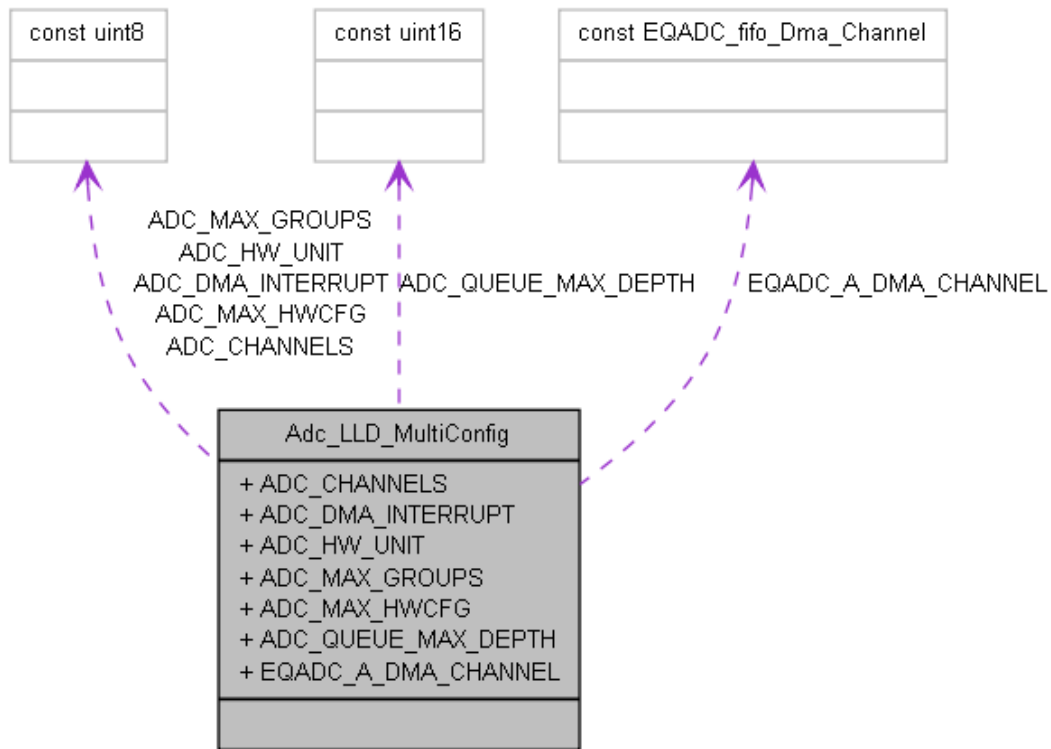 const uint8
const uint16
const EQADC_fifo_Dma_Channel
ADC_MAX_GROUPS
ADC_HW_UNIT
ADC_DMA_INTERRUPT
ADC_MAX_HWCFG
ADC_CHANNELS
ADC_QUEUE_MAX_DEPTH
EQADC_A_DMA_CHANNEL
Adc_LLD_MultiConfig
+ ADC_CHANNELS
+ ADC_DMA_INTERRUPT
+ ADC_HW_UNIT
+ ADC_MAX_GROUPS
+ ADC_MAX_HWCFG
+ ADC_QUEUE_MAX_DEPTH
+ EQADC_A_DMA_CHANNEL